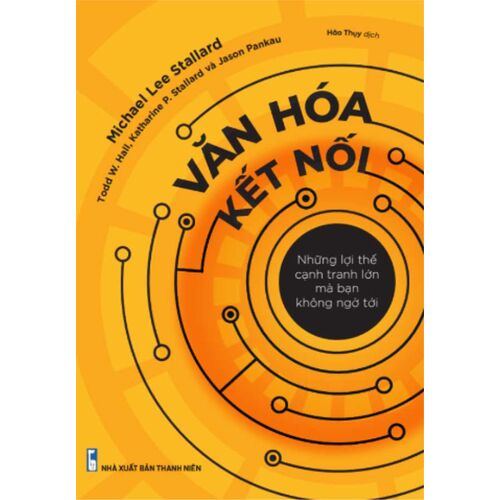 Michael Lee Stallard
Todd W. Hall, Katharine P. Stallard và Jason Pankau
Hảo Thụy dịch
VĂN HÓA
KẾT NỐI
Những lợi thế
cạnh tranh lớn
mà bạn
không ngờ tới
NHÀ XUẤT BẢN THANH NIÊN